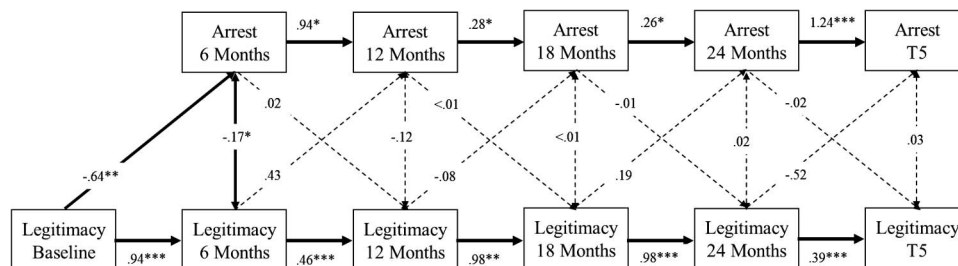 Arrest
6 Months
.94*
Arrest
12 Months
.28*
Arrest
18 Months
.26*
Arrest
24 Months
1.24***
Arrest
T5
.02
<.01
-.01
-.02
-.64**
-.17*
.43
-.12
-.08
<.01
.19
.02
-.52
.03
Legitimacy
Baseline
.94***
Legitimacy
6 Months
.46***
Legitimacy
12 Months
.98**
Legitimacy
18 Months
.98***
Legitimacy
24 Months
.39***
Legitimacy
T5